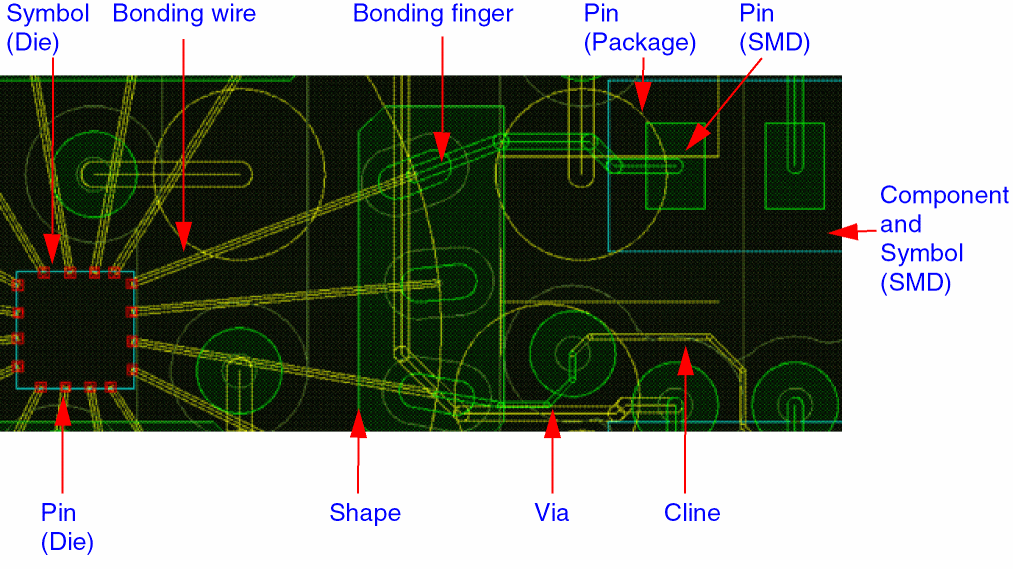 Symbol
(Die)
Bonding wire
Bonding finger
Pin
(Package)
Pin
(SMD)
Component
and
Symbol
(SMD)
Pin
(Die)
Shape
Via
Cline